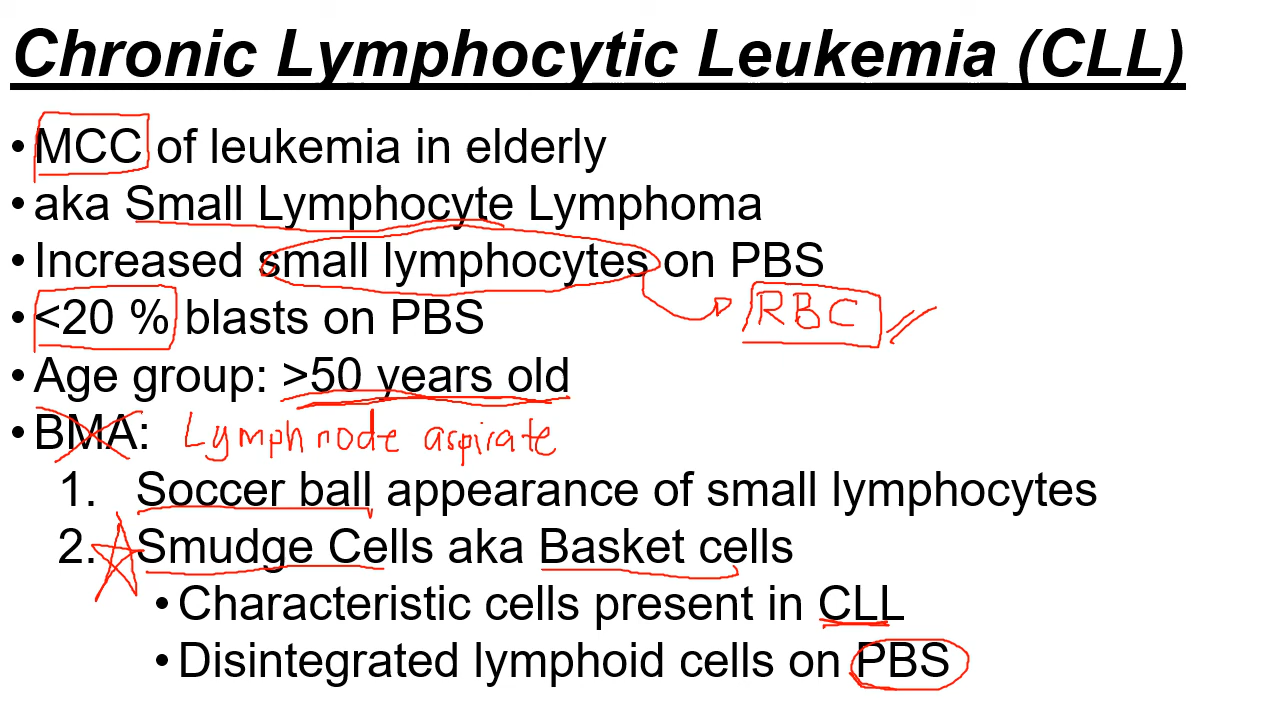 Chronic Lymphocytic Leukemia (CLL)
• MCC of leukemia in elderly
• aka Small Lymphocyte Lymphoma
• Increased small lymphocytes on PBS
• <20 % blasts on PBS RBC
• Age group: >50 years old
• BMA: Lymph node aspirate
1. Soccer ball appearance of small lymphocytes
2. Smudge Cells aka Basket cells
• Characteristic cells present in CLL
• Disintegrated lymphoid cells on PBS